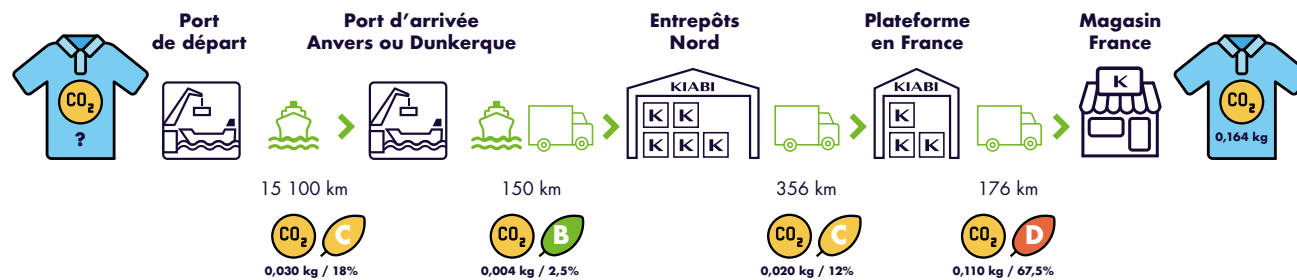 Port
de départ
Port d'arrivée
Anvers ou Dunkerque
Entrepôts
Nord
Plateforme
en France
Magasin
France
CO₂
?
KIABI
K K
K K K
KIABI
K
K K
K
CO₂
0,164 kg
15 100 km
150 km
356 km
176 km
CO₂ C
0,030 kg / 18%
CO₂ B
0,004 kg / 2,5%
CO₂ C
0,020 kg / 12%
CO₂ D
0,110 kg / 67,5%